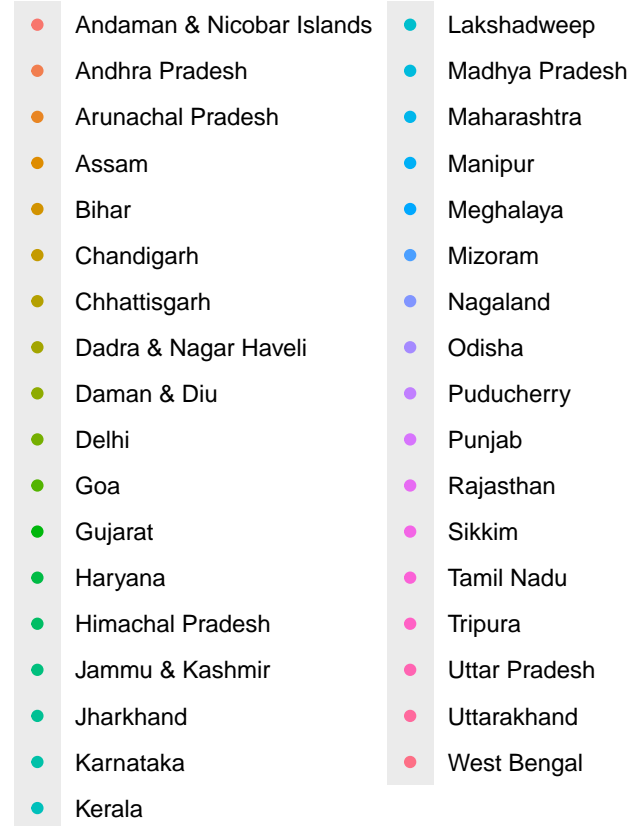 Andaman & Nicobar Islands
Andhra Pradesh
Arunachal Pradesh
Assam
Bihar
Chandigarh
Chhattisgarh
Dadra & Nagar Haveli
Daman & Diu
Delhi
Goa
Gujarat
Haryana
Himachal Pradesh
Jammu & Kashmir
Jharkhand
Karnataka
Kerala
Lakshadweep
Madhya Pradesh
Maharashtra
Manipur
Meghalaya
Mizoram
Nagaland
Odisha
Puducherry
Punjab
Rajasthan
Sikkim
Tamil Nadu
Tripura
Uttar Pradesh
Uttarakhand
West Bengal